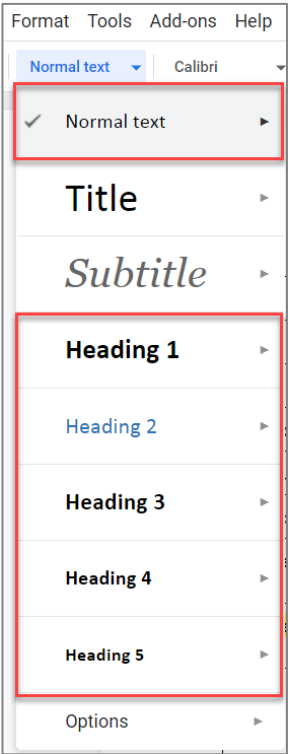 Format Tools Add-ons Help
Normal text Calibri
Normal text
Title
Subtitle
Heading 1
Heading 2
Heading 3
Heading 4
Heading 5
Options